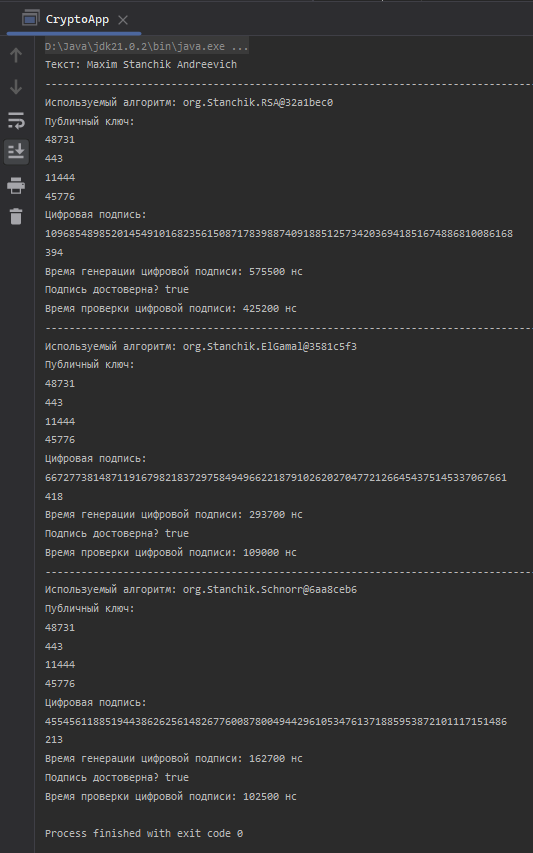 CryptoApp
D:\Java\jdk21.0.2\bin\java.exe ...
Текст: Maxim Stanchik Andreevich
--------------------------------------------------------------------------------
Используемый алгоритм: org.Stanchik.RSA@32a1bec0
Публичный ключ:
48731
443
11444
45776
Цифровая подпись:
109685489852014549101682356150871783988740918851257342036941851674886810086168
394
Время генерации цифровой подписи: 575500 нс
Подпись достоверна? true
Время проверки цифровой подписи: 425200 нс
--------------------------------------------------------------------------------
Используемый алгоритм: org.Stanchik.ElGamal@3581c5f3
Публичный ключ:
48731
443
11444
45776
Цифровая подпись:
66727738148711916798218372975849496622187910262027047721266454375145337067661
418
Время генерации цифровой подписи: 293700 нс
Подпись достоверна? true
Время проверки цифровой подписи: 109000 нс
--------------------------------------------------------------------------------
Используемый алгоритм: org.Stanchik.Schnorr@6aa8ceb6
Публичный ключ:
48731
443
11444
45776
Цифровая подпись:
45545611885194438626256148267760087800494429610534761371885953872101117151486
213
Время генерации цифровой подписи: 162700 нс
Подпись достоверна? true
Время проверки цифровой подписи: 102500 нс
Process finished with exit code 0